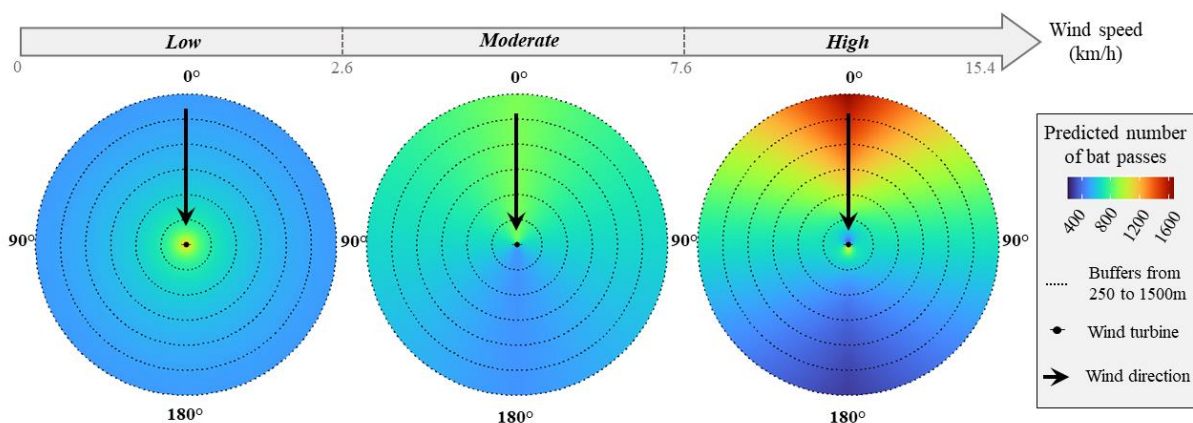 Low Moderate High
Wind speed
(km/h)
0 2.6 7.6 15.4
0° 0° 0°
Predicted number
of bat passes
400 800 1200 1600
90° 90° 90° 90°
Buffers from
250 to 1500m
Wind turbine
Wind direction
180° 180° 180°